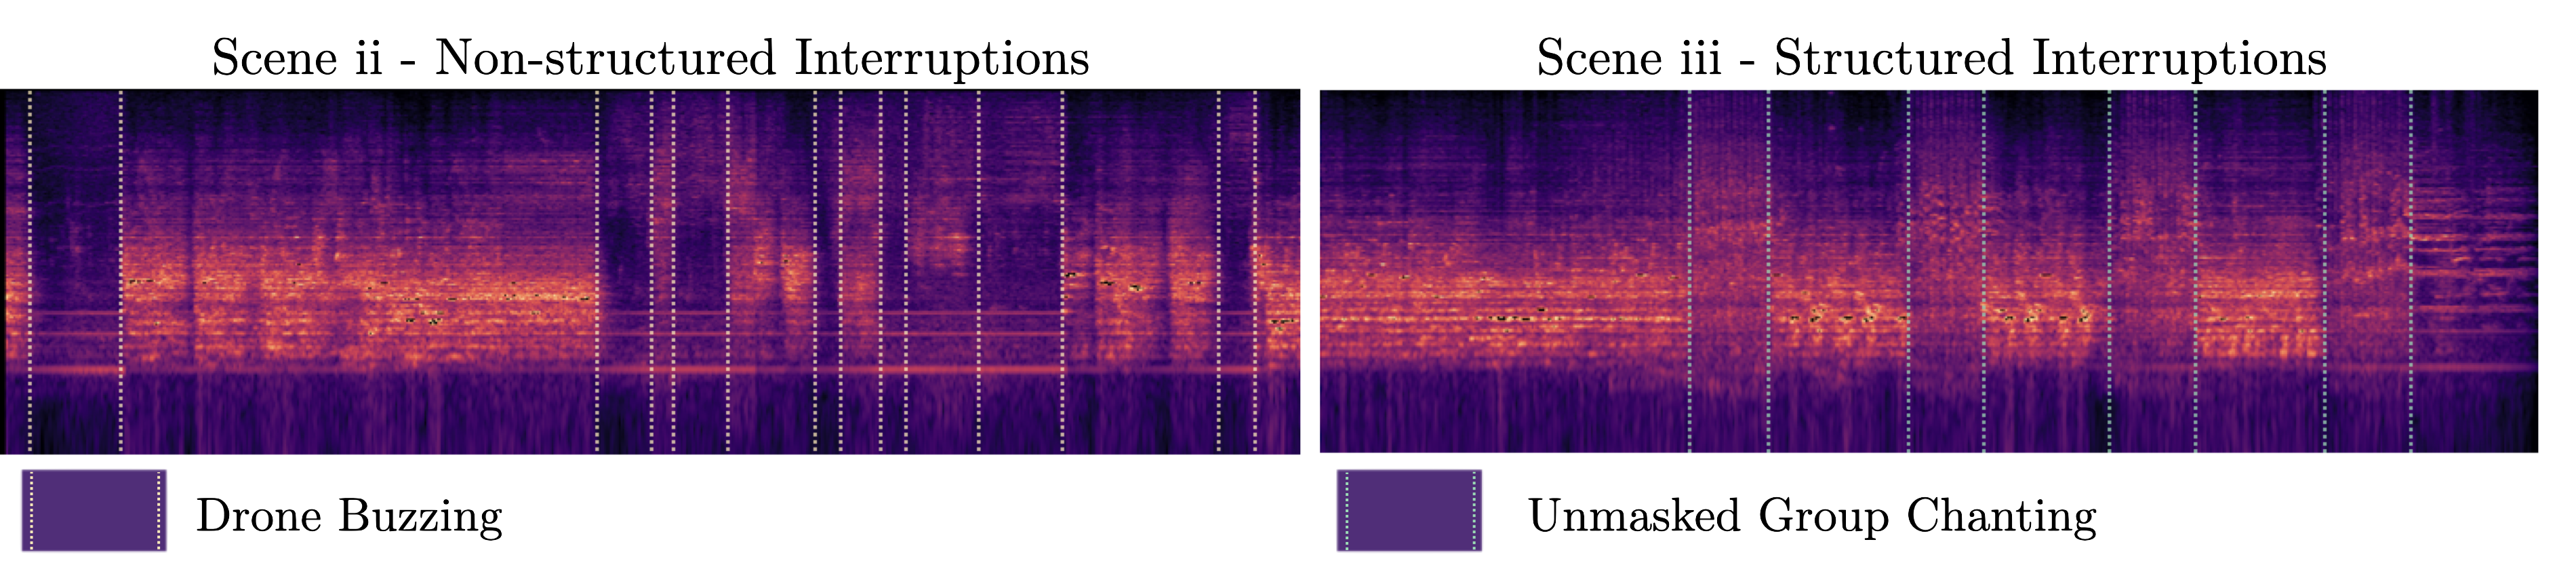 Scene ii - Non-structured Interruptions
Scene iii - Structured Interruptions
Drone Buzzing
Unmasked Group Chanting